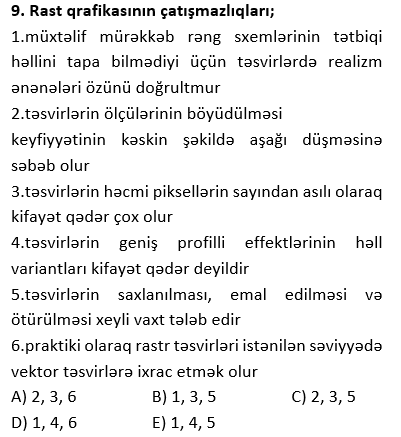 9. Rast qrafikasının çatışmazlıqları;
1.müxtəlif mürəkkəb rəng sxemlərinin tətbiqi
həllini tapa bilmədiyi üçün təsvirlərdə realizm
ənənələri özünü doğrultmur
2.təsvirlərin ölçülərinin böyüdülməsi
keyfiyyətinin kəskin şəkildə aşağı düşməsinə
səbəb olur
3.təsvirlərin həcmi piksellərin sayından asılı olaraq
kifayət qədər çox olur
4.təsvirlərin geniş profilli effektlərinin həll
variantları kifayət qədər deyildir
5.təsvirlərin saxlanılması, emal edilməsi və
ötürülməsi xeyli vaxt tələb edir
6.praktiki olaraq rastr təsvirləri istənilən səviyyədə
vektor təsvirlərə ixrac etmək olur
A) 2, 3, 6 B) 1, 3, 5 C) 2, 3, 5
D) 1, 4, 6 E) 1, 4, 5